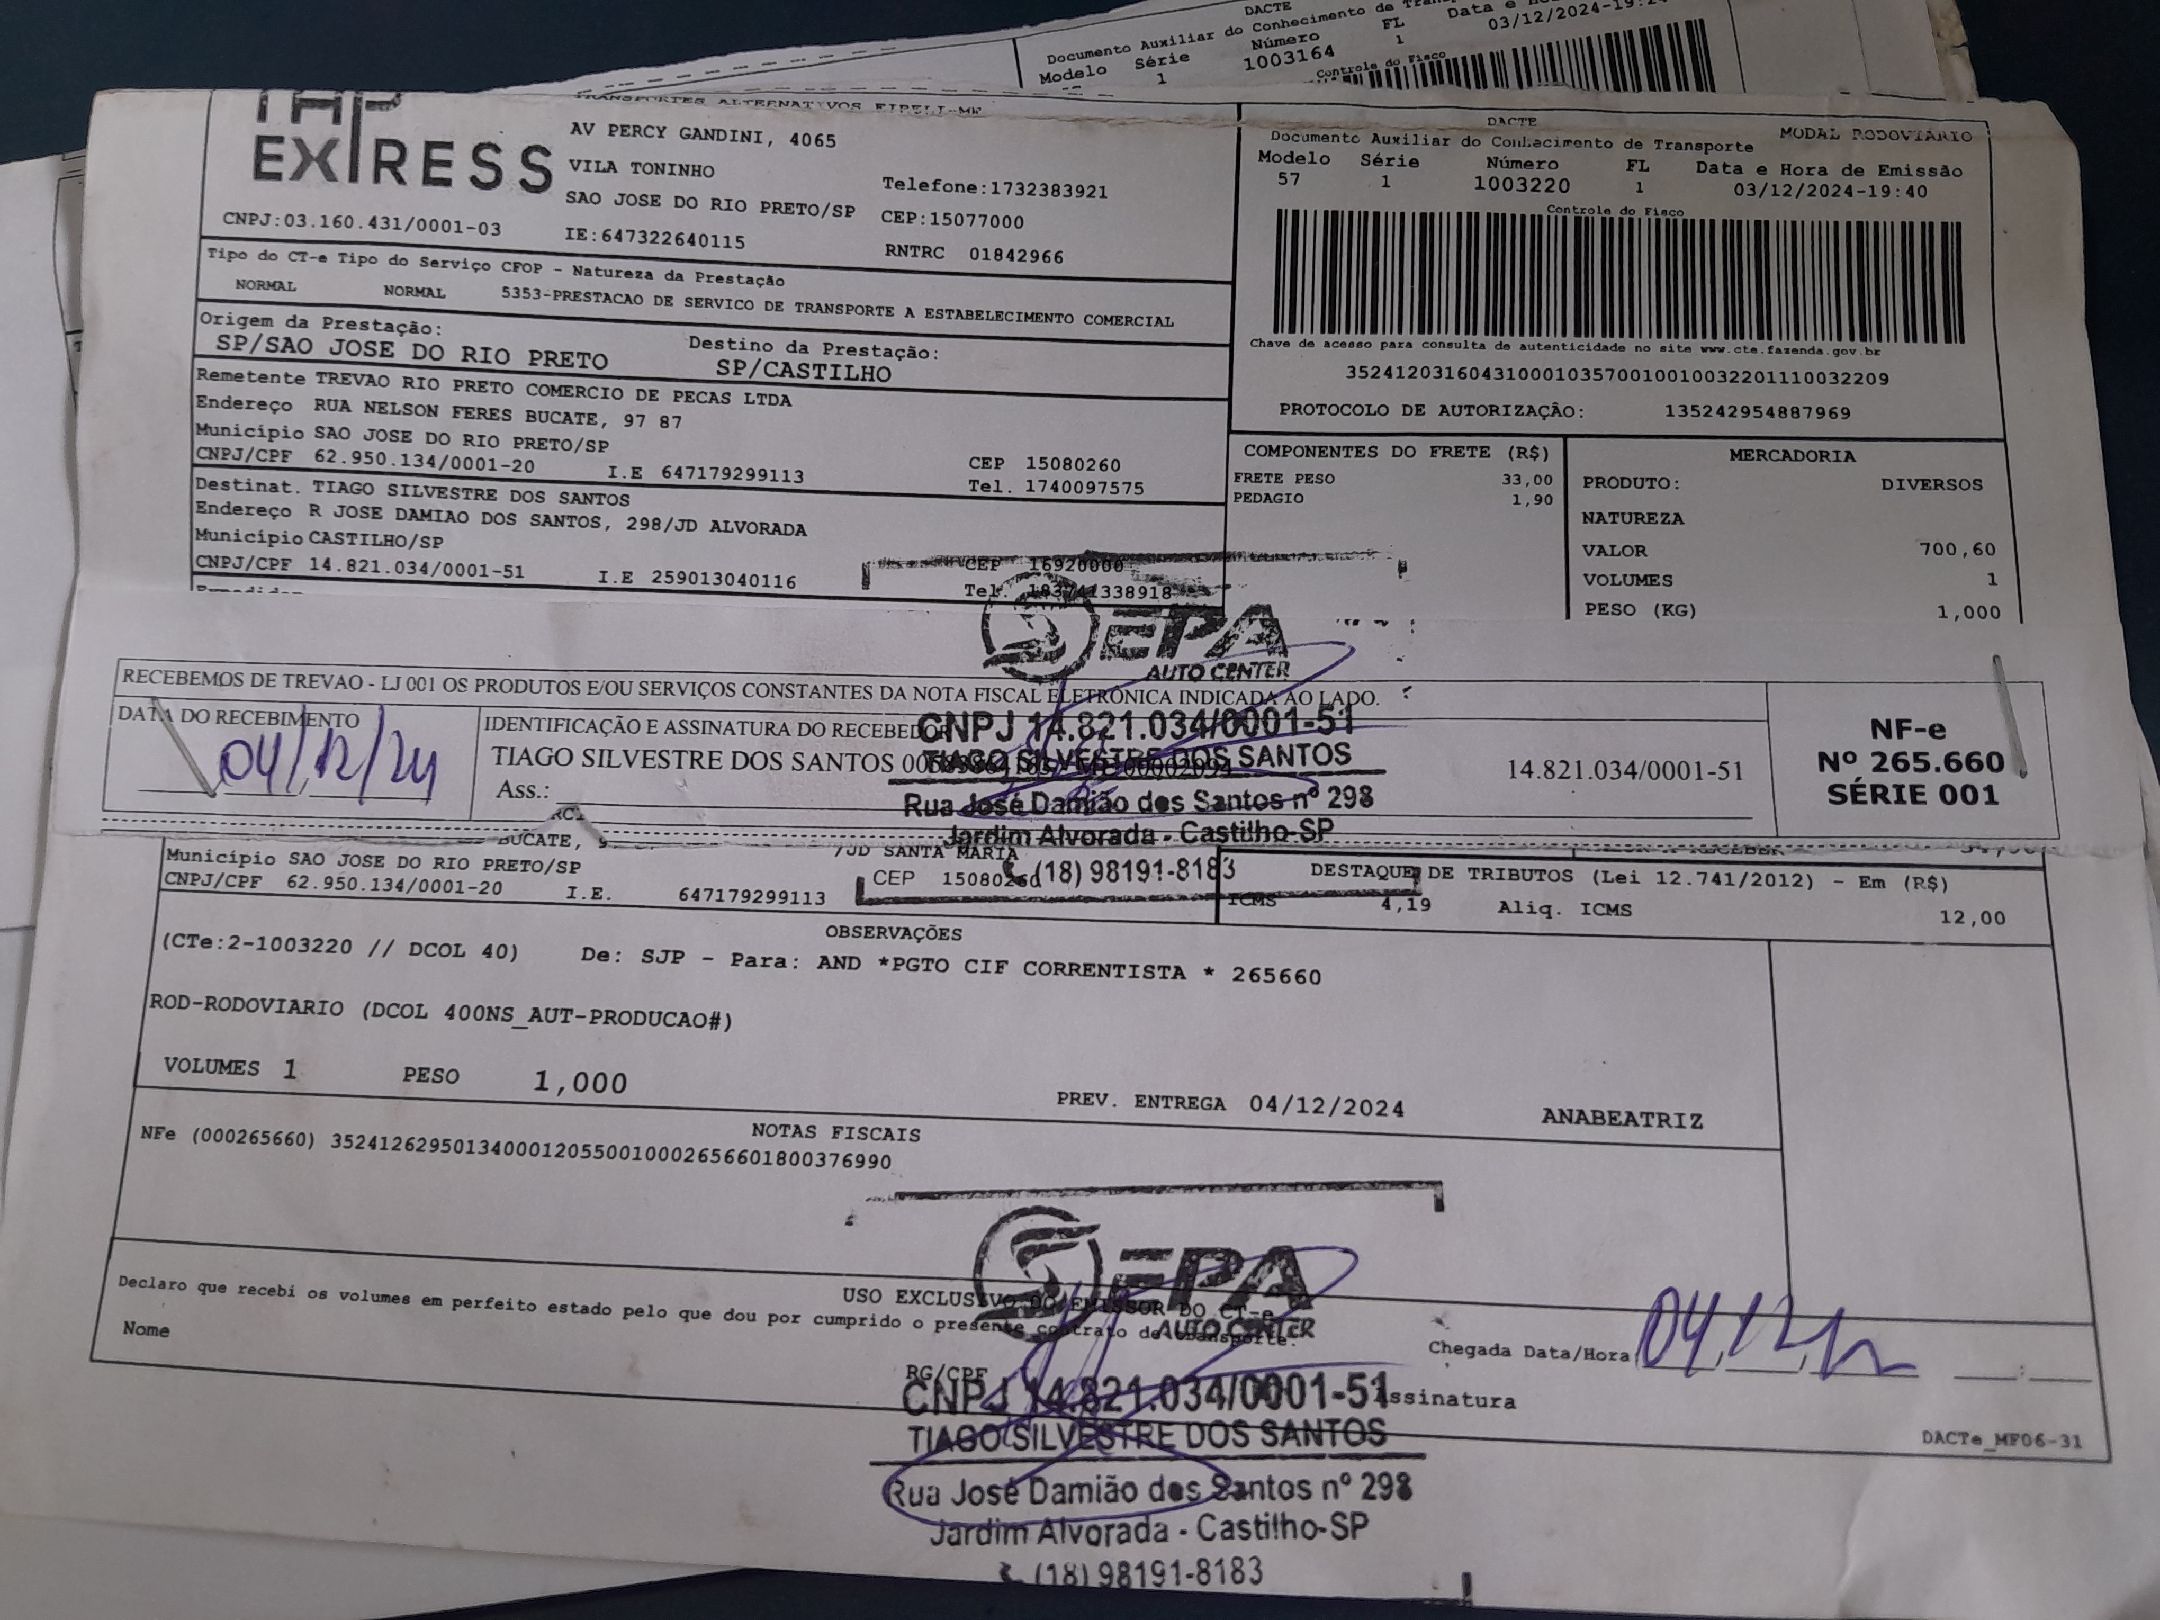 DACTE
Documento Auxiliar do Conhecimento de
Modelo Série Número FL Data e
1 1003164 1 03/12/2024-19:
Controle do Fisco
EXPRESS
TRANSPORTES ALTERNATIVOS EIRELI-ME
AV PERCY GANDINI, 4065
VILA TONINHO
SAO JOSE DO RIO PRETO/SP
Telefone:1732383921
CEP:15077000
CNPJ:03.160.431/0001-03 IE:647322640115 RNTRC 01842966
DACTE MODAL RODOVIÁRIO
Documento Auxiliar do Conhecimento de Transporte
Modelo Série Número FL Data e Hora de Emissão
57 1 1003220 1 03/12/2024-19:40
Controle do Fisco
Chave de acesso para consulta de autenticidade no site www.cte.fazenda.gov.br
35241203160431000103570010010032201110032209
PROTOCOLO DE AUTORIZAÇÃO: 135242954887969
Tipo do CT-e Tipo do Serviço CFOP - Natureza da Prestação
NORMAL NORMAL 5353-PRESTACAO DE SERVICO DE TRANSPORTE A ESTABELECIMENTO COMERCIAL
Origem da Prestação: Destino da Prestação:
SP/SAO JOSE DO RIO PRETO SP/CASTILHO
Remetente TREVAO RIO PRETO COMERCIO DE PECAS LTDA
Endereço RUA NELSON FERES BUCATE, 97 87
Município SAO JOSE DO RIO PRETO/SP CEP 15080260
CNPJ/CPF 62.950.134/0001-20 I.E 647179299113 Tel. 1740097575
Destinat. TIAGO SILVESTRE DOS SANTOS
Endereço R JOSE DAMIAO DOS SANTOS, 298/JD ALVORADA
Município CASTILHO/SP CEP 16920000
CNPJ/CPF 14.821.034/0001-51 I.E 259013040116 Tel. 183741338918
COMPONENTES DO FRETE (R$)
FRETE PESO 33,00
PEDAGIO 1,90
MERCADORIA
PRODUTO: DIVERSOS
NATUREZA
VALOR 700,60
VOLUMES 1
PESO (KG) 1,000
SEPA
AUTO CENTER
CNPJ 14.821.034/0001-51
TIAGO SILVESTRE DOS SANTOS
Rua José Damião dos Santos nº 298
Jardim Alvorada - Castilho-SP
(18) 98191-8183
RECEBEMOS DE TREVAO - LJ 001 OS PRODUTOS E/OU SERVIÇOS CONSTANTES DA NOTA FISCAL ELETRÔNICA INDICADA AO LADO.
DATA DO RECEBIMENTO
04/12/24
IDENTIFICAÇÃO E ASSINATURA DO RECEBEDOR
TIAGO SILVESTRE DOS SANTOS 14.821.034/0001-51
Ass.:
NF-e
Nº 265.660
SÉRIE 001
BUCATE, /JD SANTA MARIA
Município SAO JOSE DO RIO PRETO/SP CEP 15080260
CNPJ/CPF 62.950.134/0001-20 I.E. 647179299113
DESTAQUE DE TRIBUTOS (Lei 12.741/2012) - Em (R$)
ICMS 4,19 Aliq. ICMS 12,00
OBSERVAÇÕES
(CTe:2-1003220 // DCOL 40) De: SJP - Para: AND *PGTO CIF CORRENTISTA * 265660
ROD-RODOVIARIO (DCOL 400NS_AUT-PRODUCAO#)
VOLUMES 1 PESO 1,000 PREV. ENTREGA 04/12/2024 ANABEATRIZ
NOTAS FISCAIS
NFe (000265660) 35241262950134000120550010002656601800376990
USO EXCLUSIVO DO EMISSOR DO CT-e
Declaro que recebi os volumes em perfeito estado pelo que dou por cumprido o presente contrato de transporte.
Nome RG/CPF Assinatura
Chegada Data/Hora 04/12/
DACTe_MF06-31
SEPA
AUTO CENTER
CNPJ 14.821.034/0001-51
TIAGO SILVESTRE DOS SANTOS
Rua José Damião dos Santos nº 298
Jardim Alvorada - Castilho-SP
(18) 98191-8183